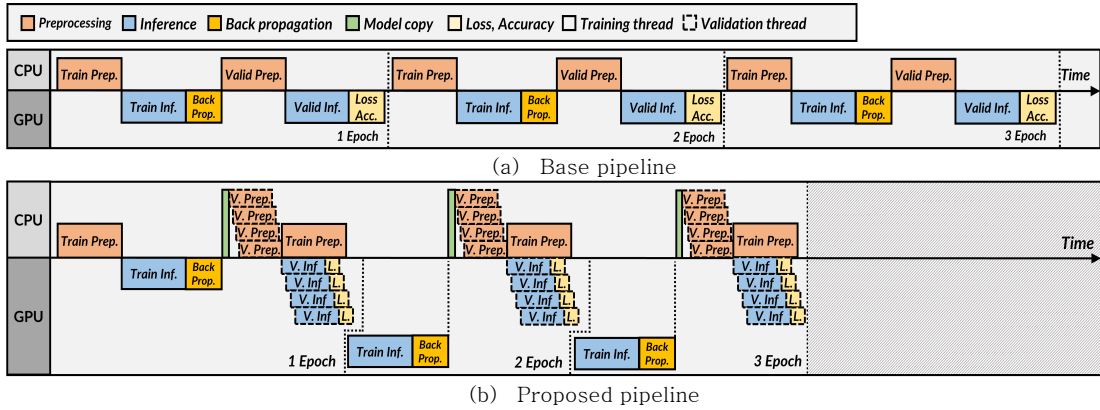 Preprocessing Inference Back propagation Model copy Loss, Accuracy Training thread Validation thread
CPU Train Prep. Valid Prep. Train Prep. Valid Prep. Train Prep. Valid Prep. Time
GPU Train Inf. Back Prop. Valid Inf. Loss Acc. Train Inf. Back Prop. Valid Inf. Loss Acc. Train Inf. Back Prop. Valid Inf. Loss Acc.
1 Epoch 2 Epoch 3 Epoch
(a) Base pipeline
V. Prep. V. Prep. V. Prep.
V. Prep. V. Prep. V. Prep.
CPU V. Prep. V. Prep. V. Prep.
Train Prep. V. Prep. Train Prep. V. Prep. Train Prep. V. Prep. Train Prep. Time
Train Inf. Back Prop. V. Inf L. V. Inf L. V. Inf L.
V. Inf L. V. Inf L. V. Inf L.
V. Inf L. V. Inf L. V. Inf L.
GPU V. Inf L. V. Inf L. V. Inf L.
1 Epoch Train Inf. Back Prop. 2 Epoch Train Inf. Back Prop. 3 Epoch
(b) Proposed pipeline